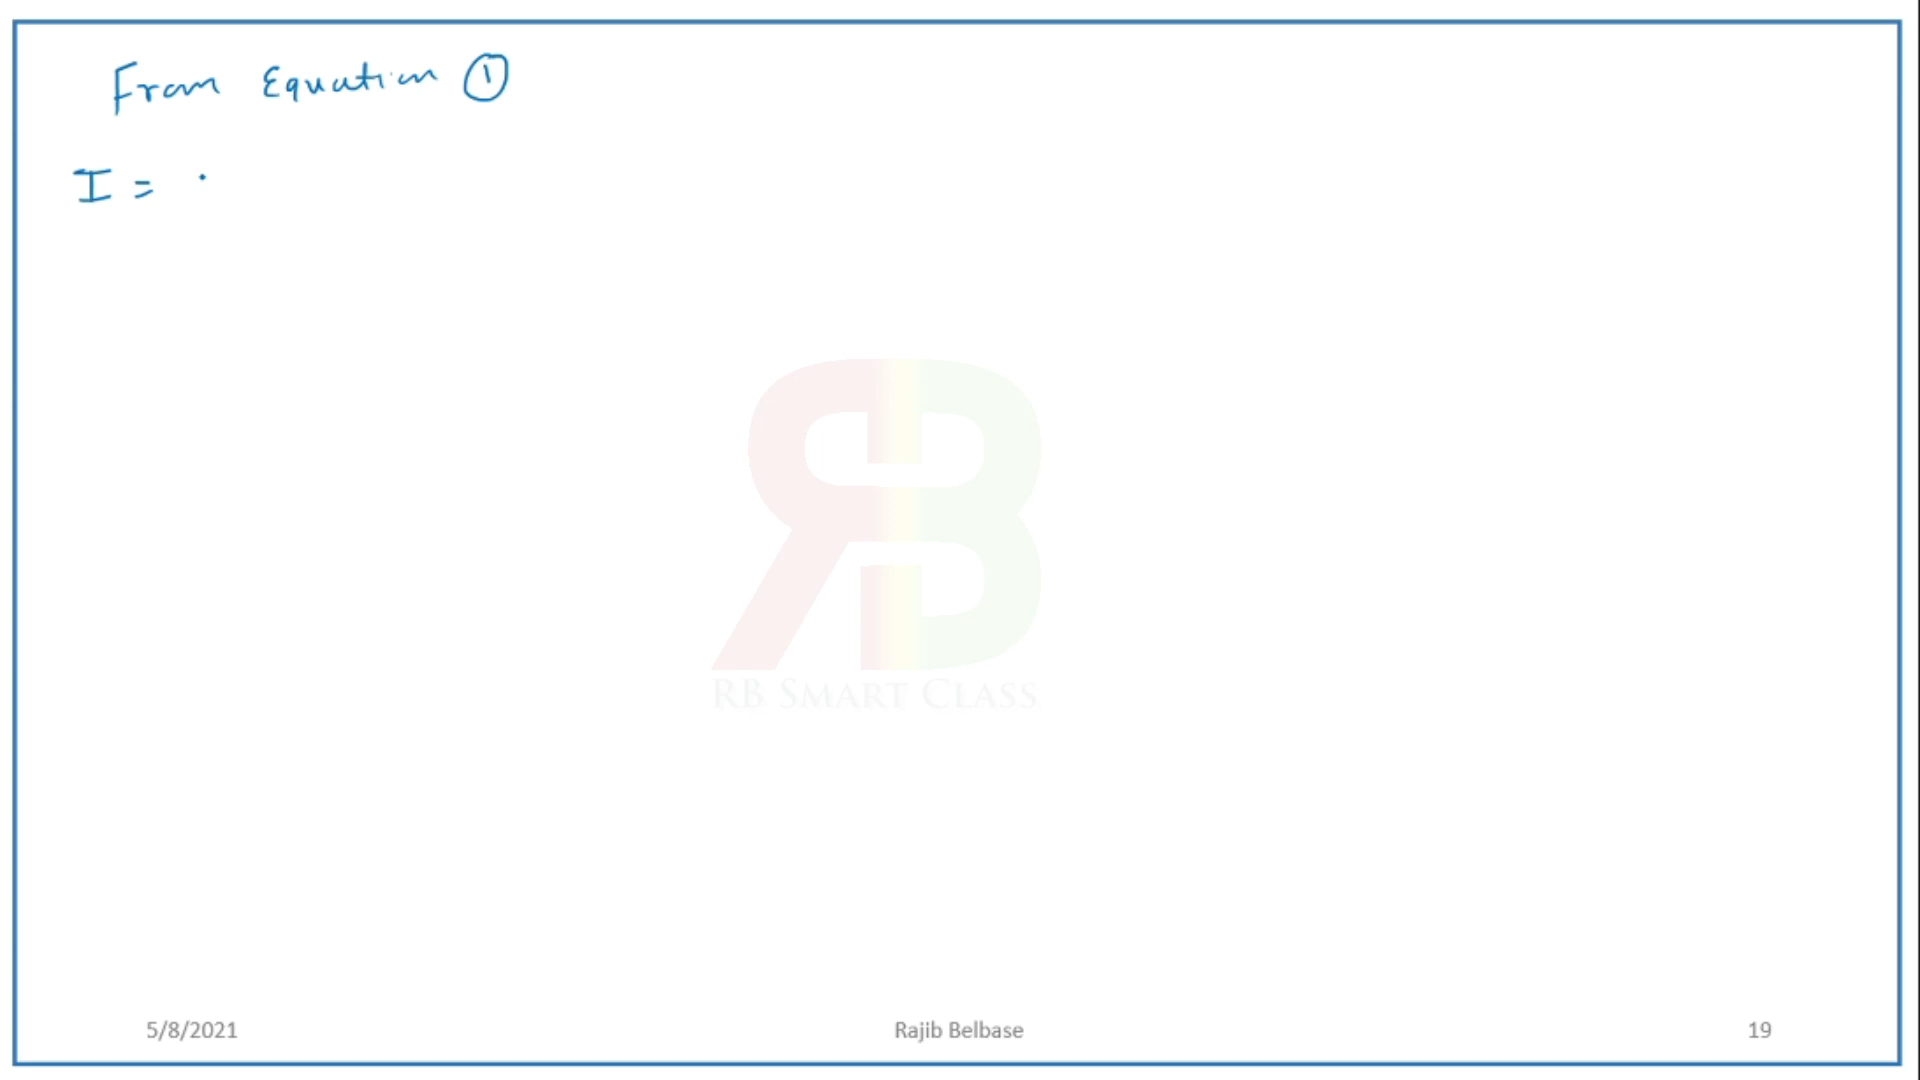 From Equation ①
I = .
RB SMART CLASS
5/8/2021 Rajib Belbase 19